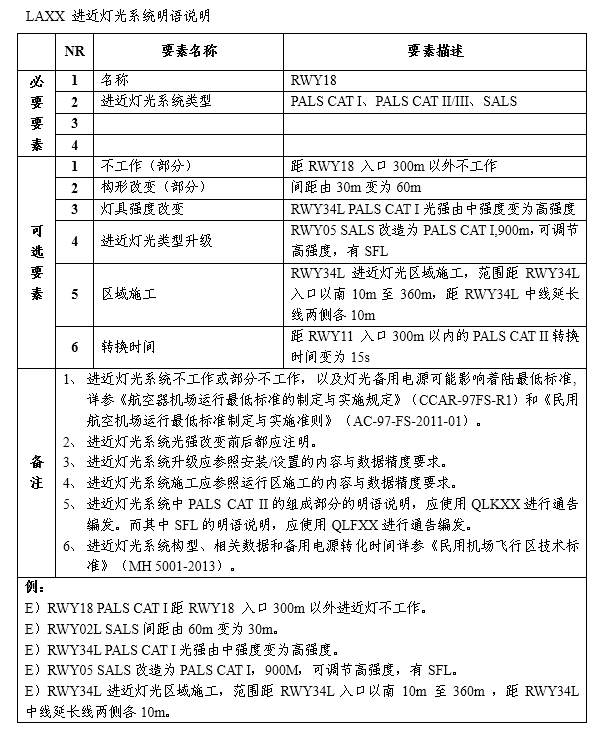 LAXX 进近灯光系统明语说明
NR 要素名称 要素描述
必要要素
1 名称 RWY18
2 进近灯光系统类型 PALS CAT I、PALS CAT II/III、SALS
3
4
可选要素
1 不工作（部分） 距 RWY18 入口 300m 以外不工作
2 构形改变（部分） 间距由 30m 变为 60m
3 灯具强度改变 RWY34L PALS CAT I 光强由中强度变为高强度
4 进近灯光类型升级 RWY05 SALS 改造为 PALS CAT I,900m，可调节
高强度，有 SFL
5 区域施工 RWY34L 进近灯光区域施工，范围距 RWY34L
入口以南 10m 至 360m，距 RWY34L 中线延长
线两侧各 10m
6 转换时间 距 RWY11 入口 300m 以内的 PALS CAT II 转换
时间变为 15s
备注
1、 进近灯光系统不工作或部分不工作，以及灯光备用电源可能影响着陆最低标准，
详参《航空器机场运行最低标准的制定与实施规定》（CCAR-97FS-R1）和《民用
航空机场运行最低标准制定与实施准则》（AC-97-FS-2011-01）。
2、 进近灯光系统光强改变前后都应注明。
3、 进近灯光系统升级应参照安装/设置的内容与数据精度要求。
4、 进近灯光系统施工应参照运行区施工的内容与数据精度要求。
5、 进近灯光系统中 PALS CAT II 的组成部分的明语说明，应使用 QLKXX 进行通告
编发。而其中 SFL 的明语说明，应使用 QLFXX 进行通告编发。
6、 进近灯光系统构型、相关数据和备用电源转化时间详参《民用机场飞行区技术标
准》（MH 5001-2013）。
例：
E）RWY18 PALS CAT I 距 RWY18 入口 300m 以外进近灯不工作。
E）RWY02L SALS 间距由 60m 变为 30m。
E）RWY34L PALS CAT I 光强由中强度变为高强度。
E）RWY05 SALS 改造为 PALS CAT I，900M，可调节高强度，有 SFL。
E）RWY34L 进近灯光区域施工，范围距 RWY34L 入口以南 10m 至 360m ，距 RWY34L
中线延长线两侧各 10m。